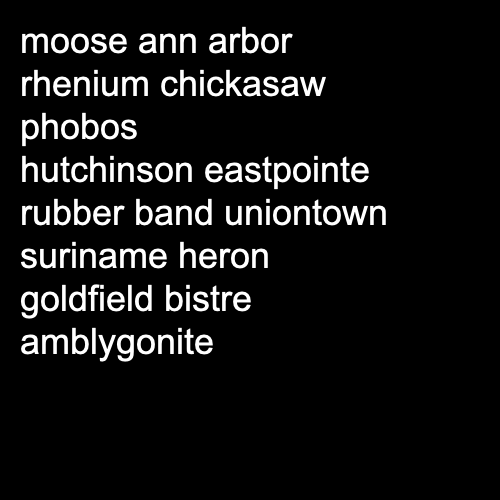 moose ann arbor
rhenium chickasaw
phobos
hutchinson eastpointe
rubber band uniontown
suriname heron
goldfield bistre
amblygonite